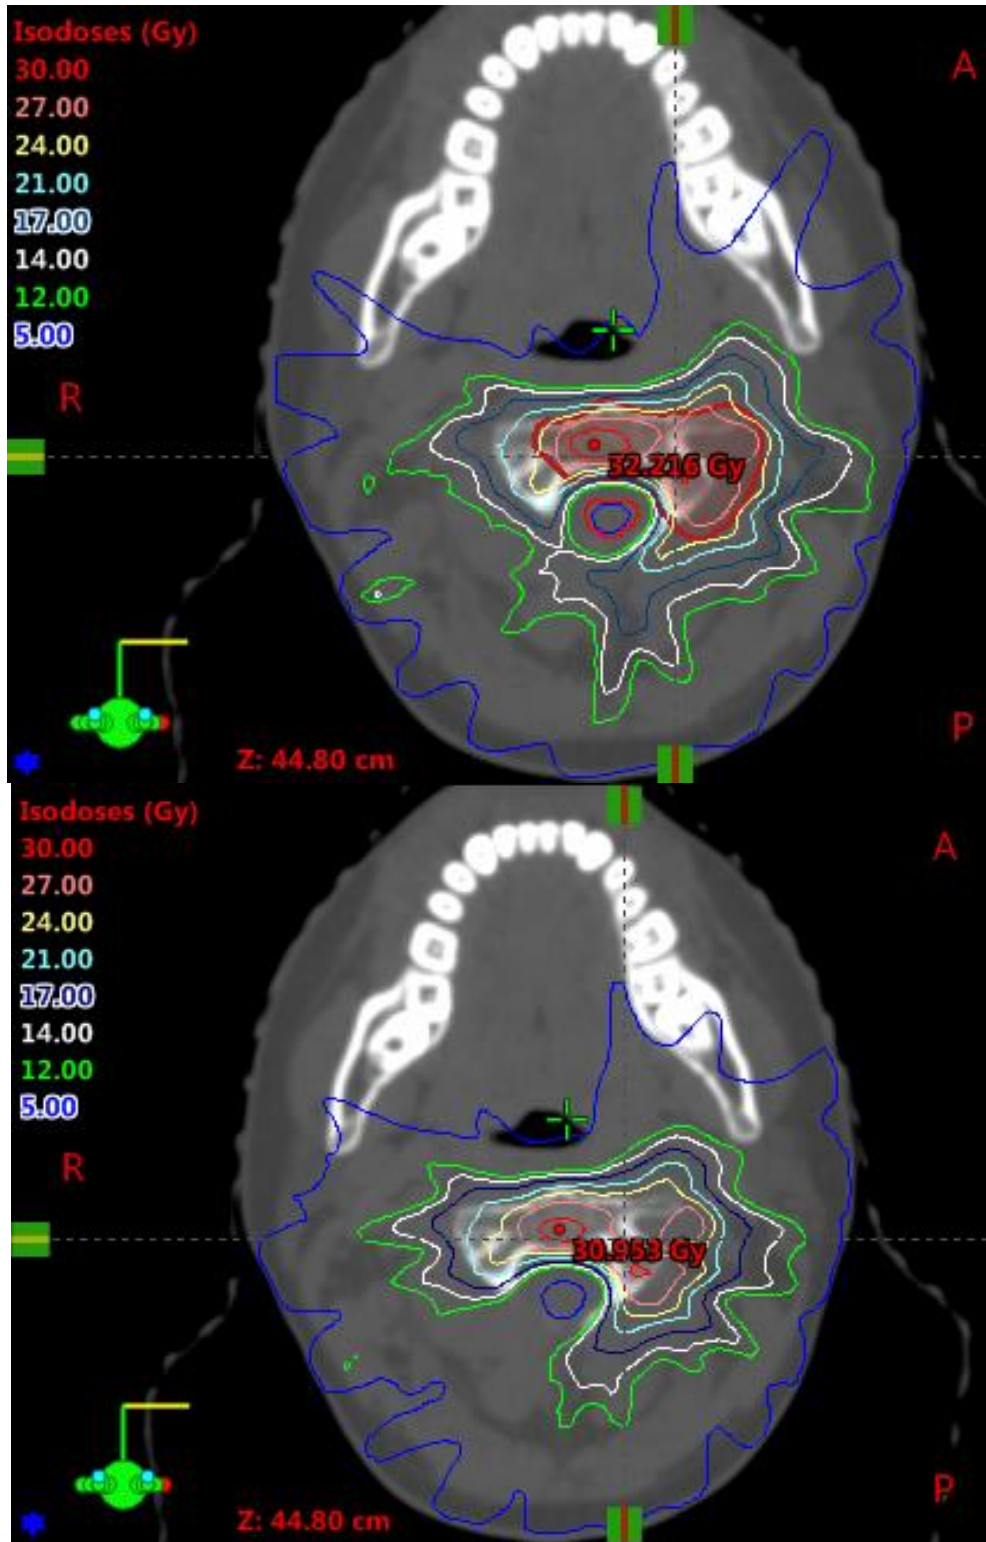 Isodoses (Gy)
30.00
27.00
24.00
21.00
17.00
14.00
12.00
5.00
A
R
32.216 Gy
P
Z: 44.80 cm
Isodoses (Gy)
30.00
27.00
24.00
21.00
17.00
14.00
12.00
5.00
A
R
30.953 Gy
P
Z: 44.80 cm